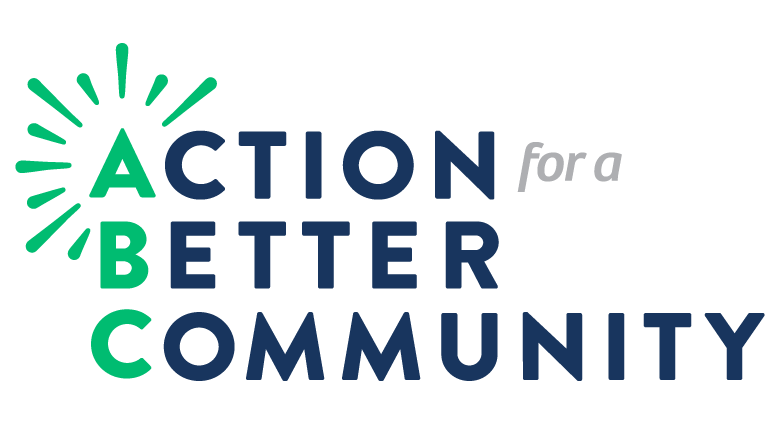 ACTION for a
BETTER
COMMUNITY